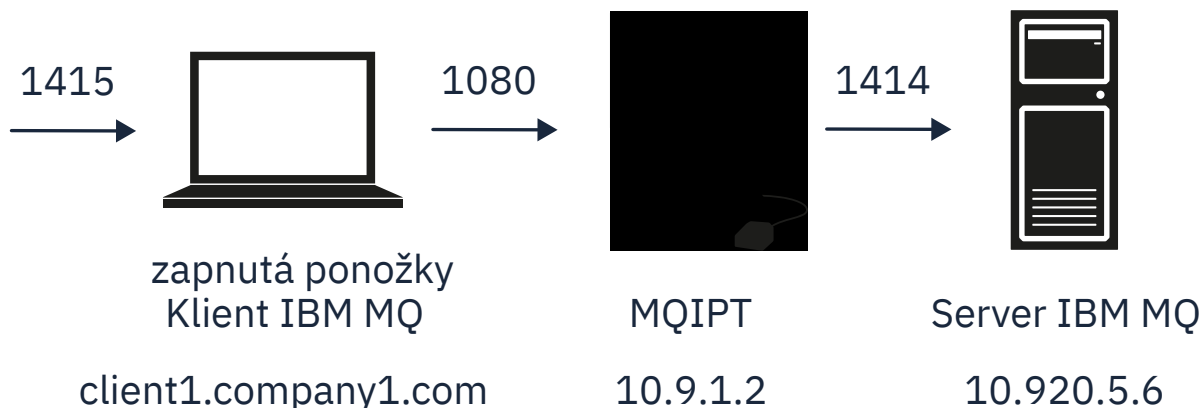 1415
1080
1414
zapnutá ponožky
Klient IBM MQ
MQIPT
Server IBM MQ
client1.company1.com
10.9.1.2
10.920.5.6